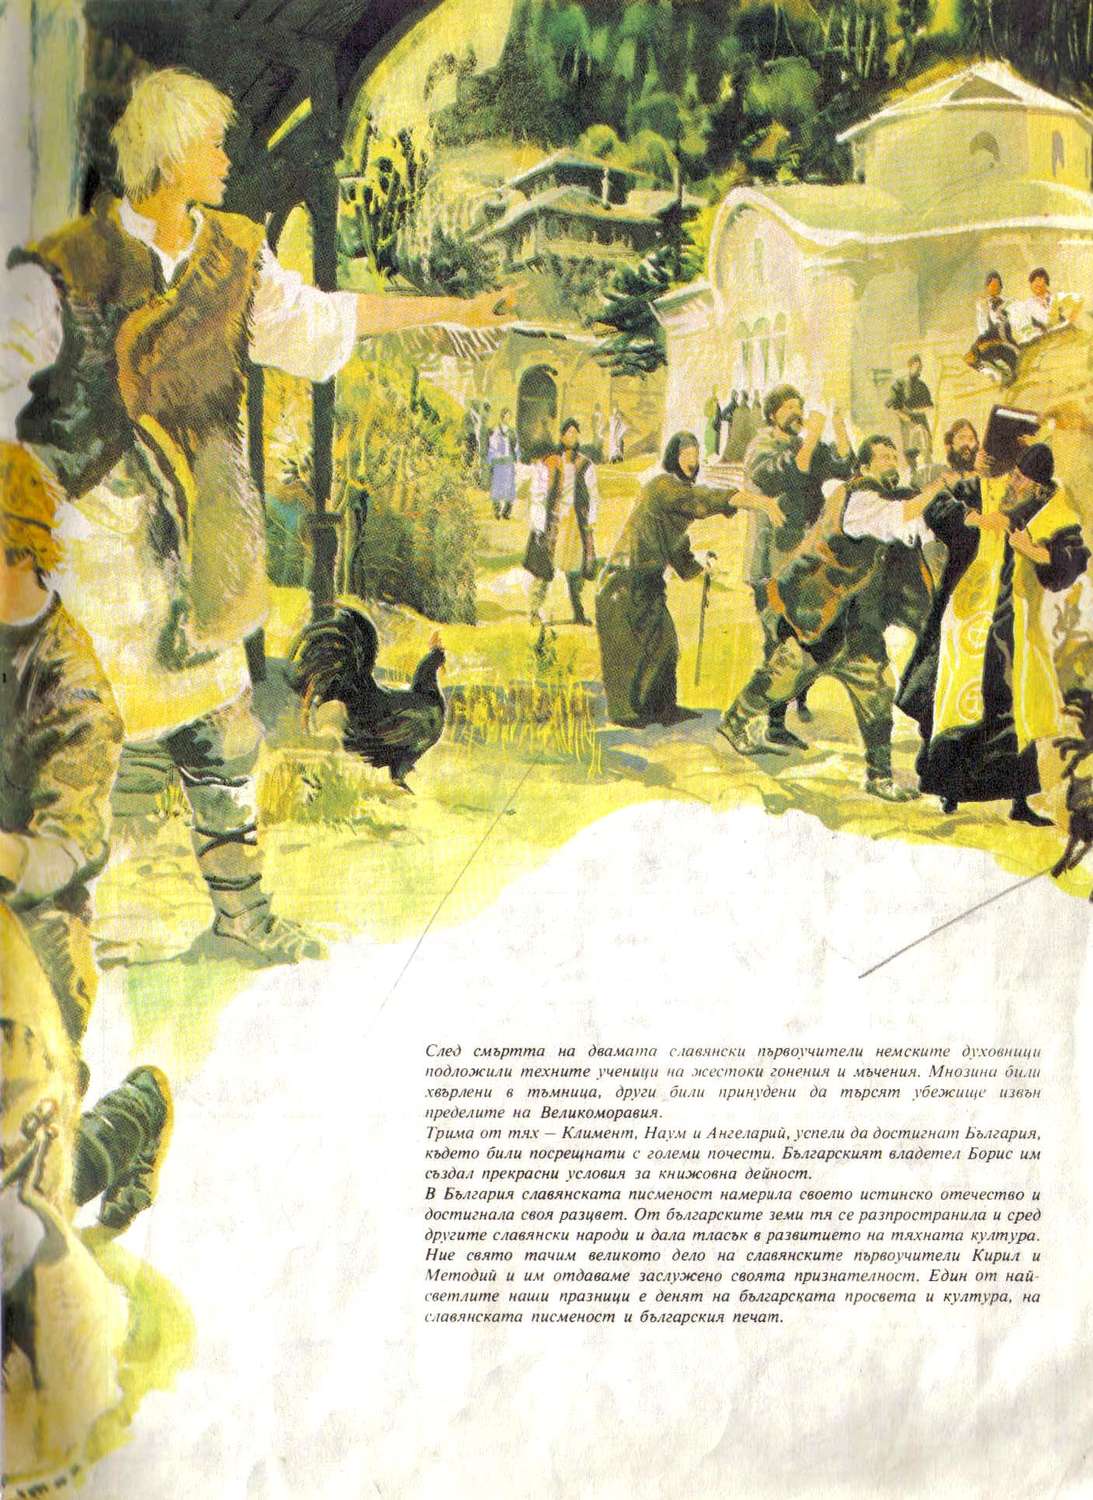 След смъртта на двамата славянски първоучители немските духовници
подложили техните ученици на жестоки гонения и мъчения. Мнозина били
хвърлени в тъмница, други били принудени да търсят убежище извън
пределите на Великоморавия.
Трима от тях — Климент, Наум и Ангеларий, успели да достигнат България,
където били посрещнати с големи почести. Българският владетел Борис им
създал прекрасни условия за книжовна дейност.
В България славянската писменост намерила своето истинско отечество и
достигнала своя разцвет. От българските земи тя се разпространила и сред
другите славянски народи и дала тласък в развитието на тяхната култура.
Ние свято тачим великото дело на славянските първоучители Кирил и
Методий и им отдаваме заслужено своята признателност. Един от най-
светлите наши празници е денят на българската просвета и култура, на
славянската писменост и българския печат.